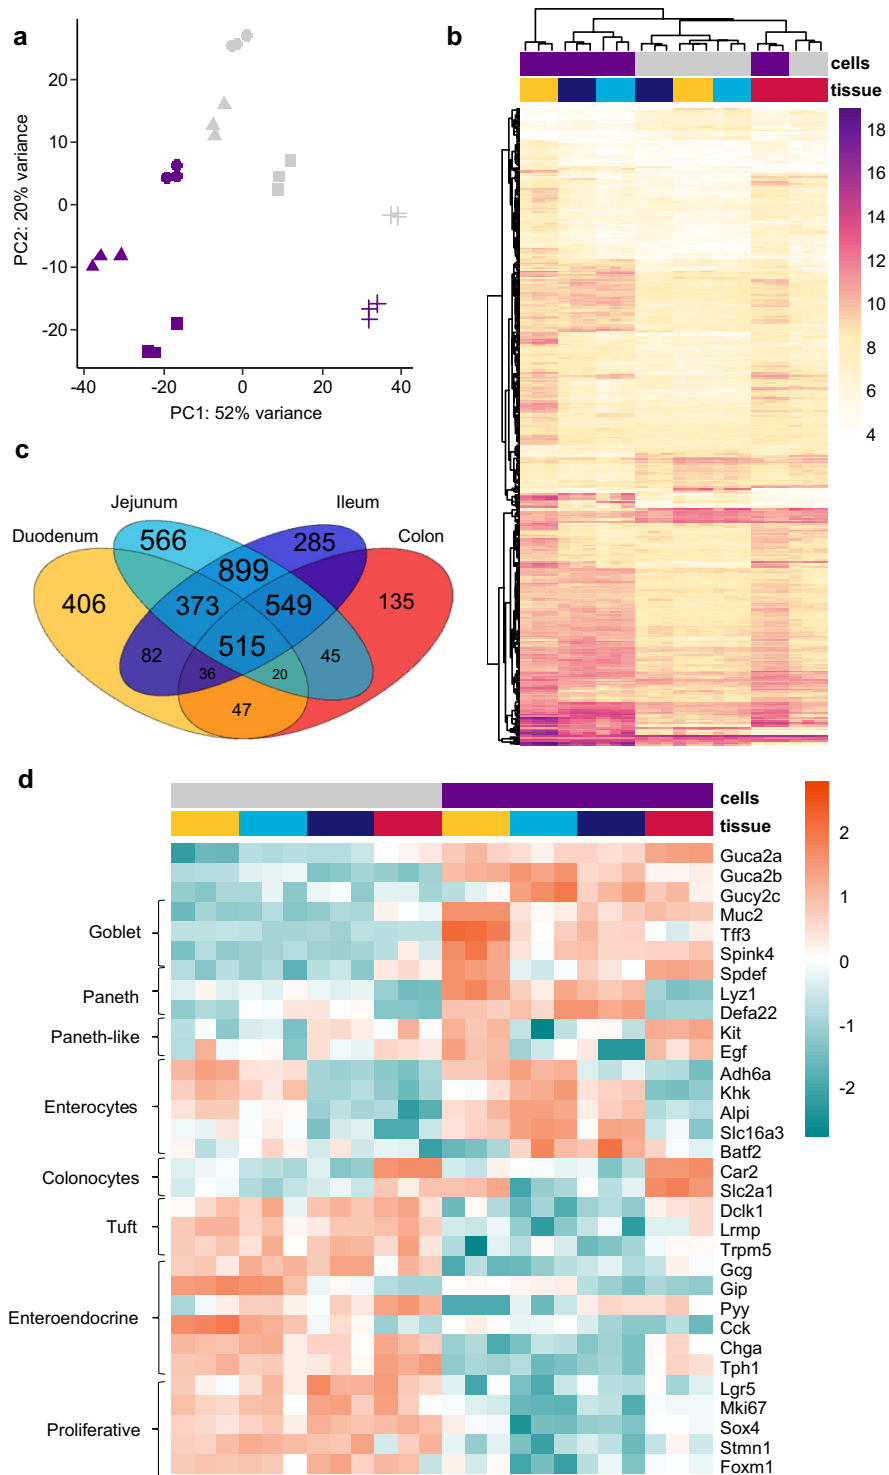 a
PC2: 20% variance
20
10
0
-10
-20
-40
-20
0
20
40
PC1: 52% variance
b
cells
tissue
18
16
14
12
10
8
6
4
c
Jejunum
Ileum
Duodenum
Colon
566
285
899
406
373
549
135
515
82
45
36
20
47
d
cells
tissue
2
1
0
-1
-2
Guca2a
Guca2b
Gucy2c
Muc2
Tff3
Spink4
Spdef
Lyz1
Defa22
Kit
Egf
Adh6a
Khk
Alpi
Slc16a3
Batf2
Car2
Slc2a1
Dclk1
Lrmp
Trpm5
Gcg
Gip
Pyy
Cck
Chga
Tph1
Lgr5
Mki67
Sox4
Stmn1
Foxm1
Goblet
Paneth
Paneth-like
Enterocytes
Colonocytes
Tuft
Enteroendocrine
Proliferative